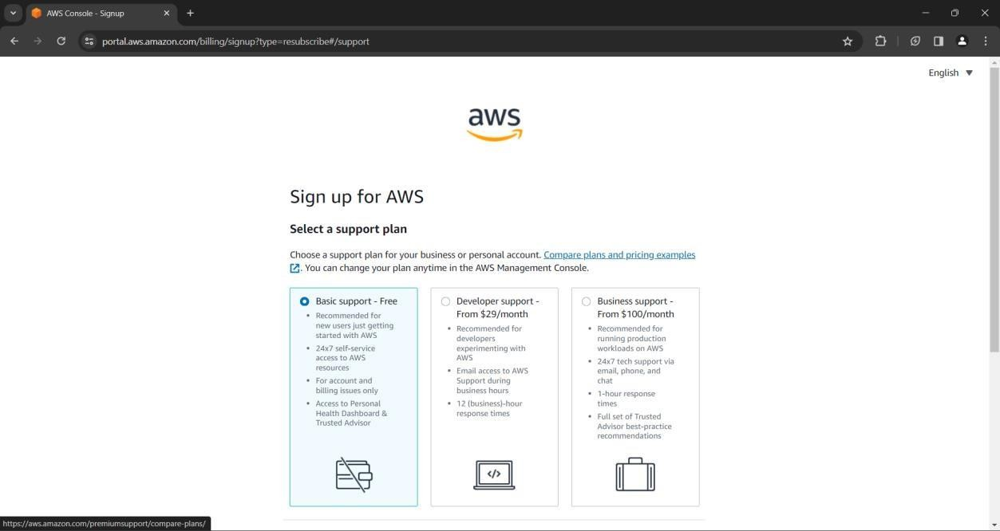 AWS Console - Signup
portal.aws.amazon.com/billing/signup?type=resubscribe#/support
English
aws
Sign up for AWS
Select a support plan
Choose a support plan for your business or personal account. Compare plans and pricing examples
. You can change your plan anytime in the AWS Management Console.
Basic support - Free
Recommended for
new users just getting
started with AWS
24x7 self-service
access to AWS
resources
For account and
billing issues only
Access to Personal
Health Dashboard &
Trusted Advisor
Developer support -
From $29/month
Recommended for
developers
experimenting with
AWS
Email access to AWS
Support during
business hours
12 (business)-hour
response times
</>
Business support -
From $100/month
Recommended for
running production
workloads on AWS
24x7 tech support via
email, phone, and
chat
1-hour response
times
Full set of Trusted
Advisor best-practice
recommendations
https://aws.amazon.com/premiumsupport/compare-plans/